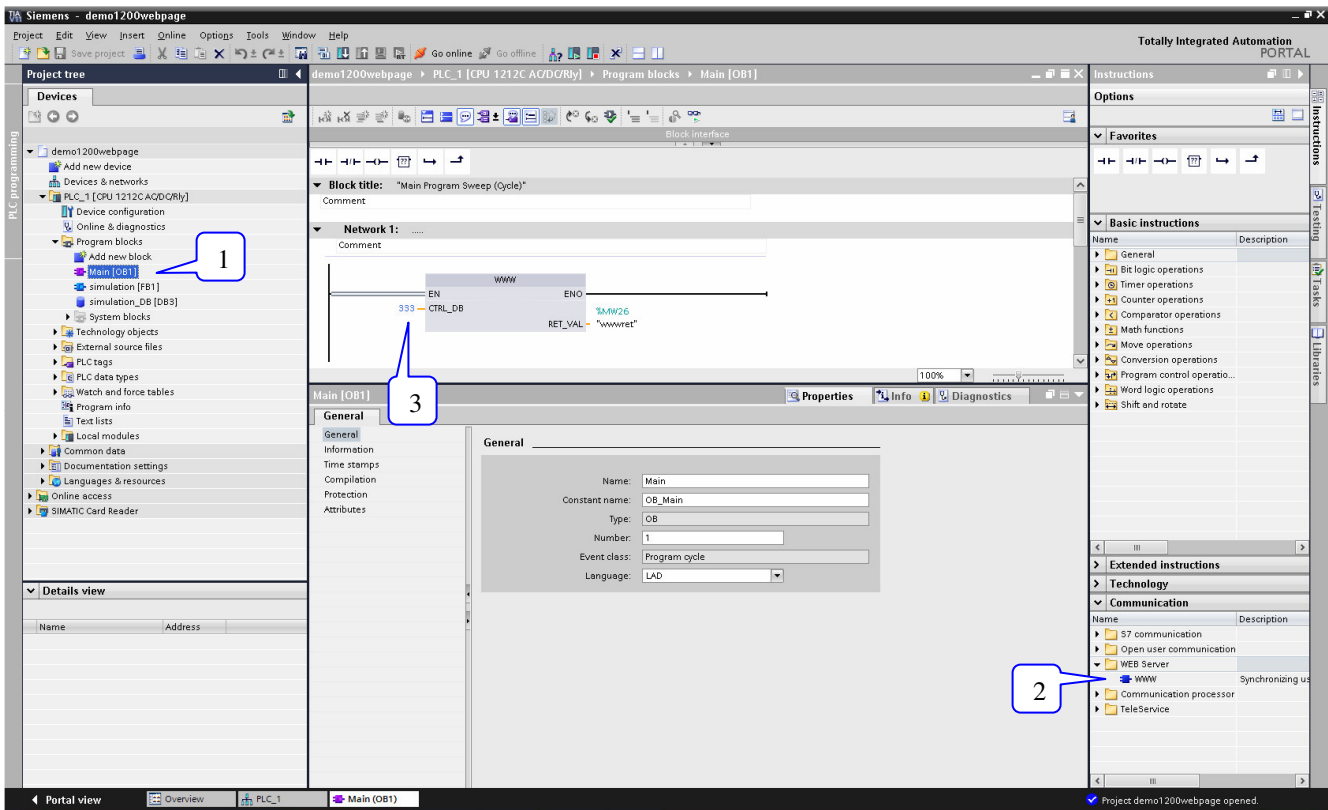 Siemens - demo1200webpage
Project Edit View Insert Online Options Tools Window Help
Totally Integrated Automation
PORTAL
Save project
Go online
Go offline
Project tree
Devices
PLC programming
demo1200webpage
Add new device
Devices & networks
PLC_1 [CPU 1212C AC/DC/Rly]
Device configuration
Online & diagnostics
Program blocks
Add new block
Main [OB1]
simulation [FB1]
simulation_DB [DB3]
System blocks
Technology objects
External source files
PLC tags
PLC data types
Watch and force tables
Program info
Text lists
Local modules
Common data
Documentation settings
Languages & resources
Online access
SIMATIC Card Reader
1
Details view
Name Address
demo1200webpage PLC_1 [CPU 1212C AC/DC/Rly] Program blocks Main [OB1]
Block interface
Block title: "Main Program Sweep (Cycle)"
Comment
Network 1: .....
Comment
WWW
EN ENO
333 CTRL_DB
%MW26
RET_VAL "wwwret"
100%
3
Main [OB1]
Properties Info Diagnostics
General
General
Information
Time stamps
Compilation
Protection
Attributes
General
Name: Main
Constant name: OB_Main
Type: OB
Number: 1
Event class: Program cycle
Language: LAD
Instructions
Options
Favorites
Basic instructions
Name Description
General
Bit logic operations
Timer operations
Counter operations
Comparator operations
Math functions
Move operations
Conversion operations
Program control operatio...
Word logic operations
Shift and rotate
Extended instructions
Technology
Communication
Name Description
S7 communication
Open user communication
WEB Server
WWW Synchronizing us
Communication processor
TeleService
2
Instructions
Testing
Tasks
Libraries
Portal view
Overview
PLC_1
Main (OB1)
Project demo1200webpage opened.